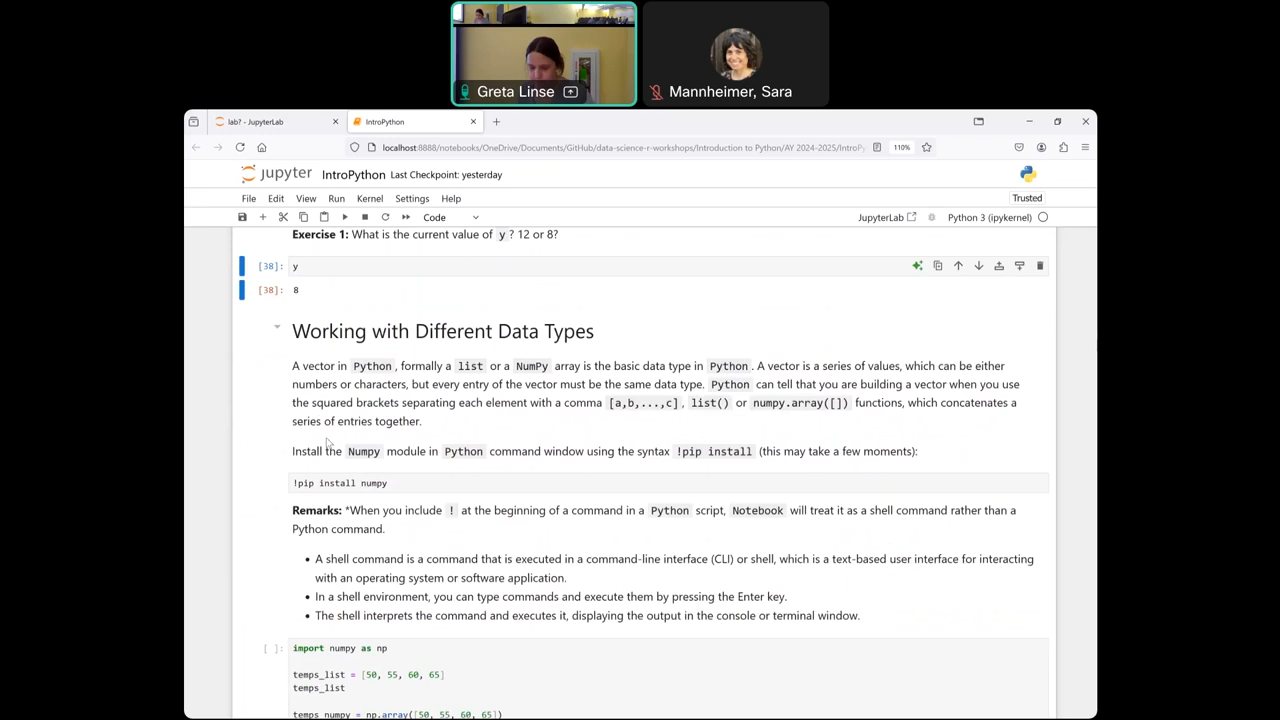 Greta Linse
Mannheimer, Sara
lab? - JupyterLab
IntroPython
localhost:8888/notebooks/OneDrive/Documents/GitHub/data-science-r-workshops/Introduction to Python/AY 2024-2025/IntroP
110%
jupyter IntroPython Last Checkpoint: yesterday
File Edit View Run Kernel Settings Help
Trusted
Code
JupyterLab
Python 3 (ipykernel)
Exercise 1: What is the current value of y ? 12 or 8?
[38]: y
[38]: 8
Working with Different Data Types
A vector in Python , formally a list or a NumPy array is the basic data type in Python . A vector is a series of values, which can be either
numbers or characters, but every entry of the vector must be the same data type. Python can tell that you are building a vector when you use
the squared brackets separating each element with a comma [a,b,...,c] , list() or numpy.array([]) functions, which concatenates a
series of entries together.
Install the Numpy module in Python command window using the syntax !pip install (this may take a few moments):
!pip install numpy
Remarks: *When you include ! at the beginning of a command in a Python script, Notebook will treat it as a shell command rather than a
Python command.
• A shell command is a command that is executed in a command-line interface (CLI) or shell, which is a text-based user interface for interacting
with an operating system or software application.
• In a shell environment, you can type commands and execute them by pressing the Enter key.
• The shell interprets the command and executes it, displaying the output in the console or terminal window.
[ ]: import numpy as np
temps_list = [50, 55, 60, 65]
temps_list
temps_numpy = np.array([50, 55, 60, 65])